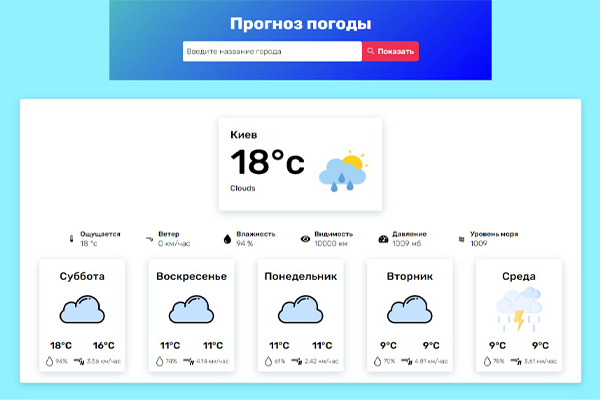 Прогноз погоды
Введите название города
Показать
Киев
18°c
Clouds
Ощущается
18 °c
Ветер
0 км/час
Влажность
94 %
Видимость
10000 км
Давление
1009 мб
Уровень моря
1009
Суббота
18°C 16°C
94% 3.56 км/час
Воскресенье
11°C 11°C
74% 4.14 км/час
Понедельник
11°C 11°C
61% 2.42 км/час
Вторник
9°C 9°C
70% 4.81 км/час
Среда
9°C 9°C
78% 3.61 км/час